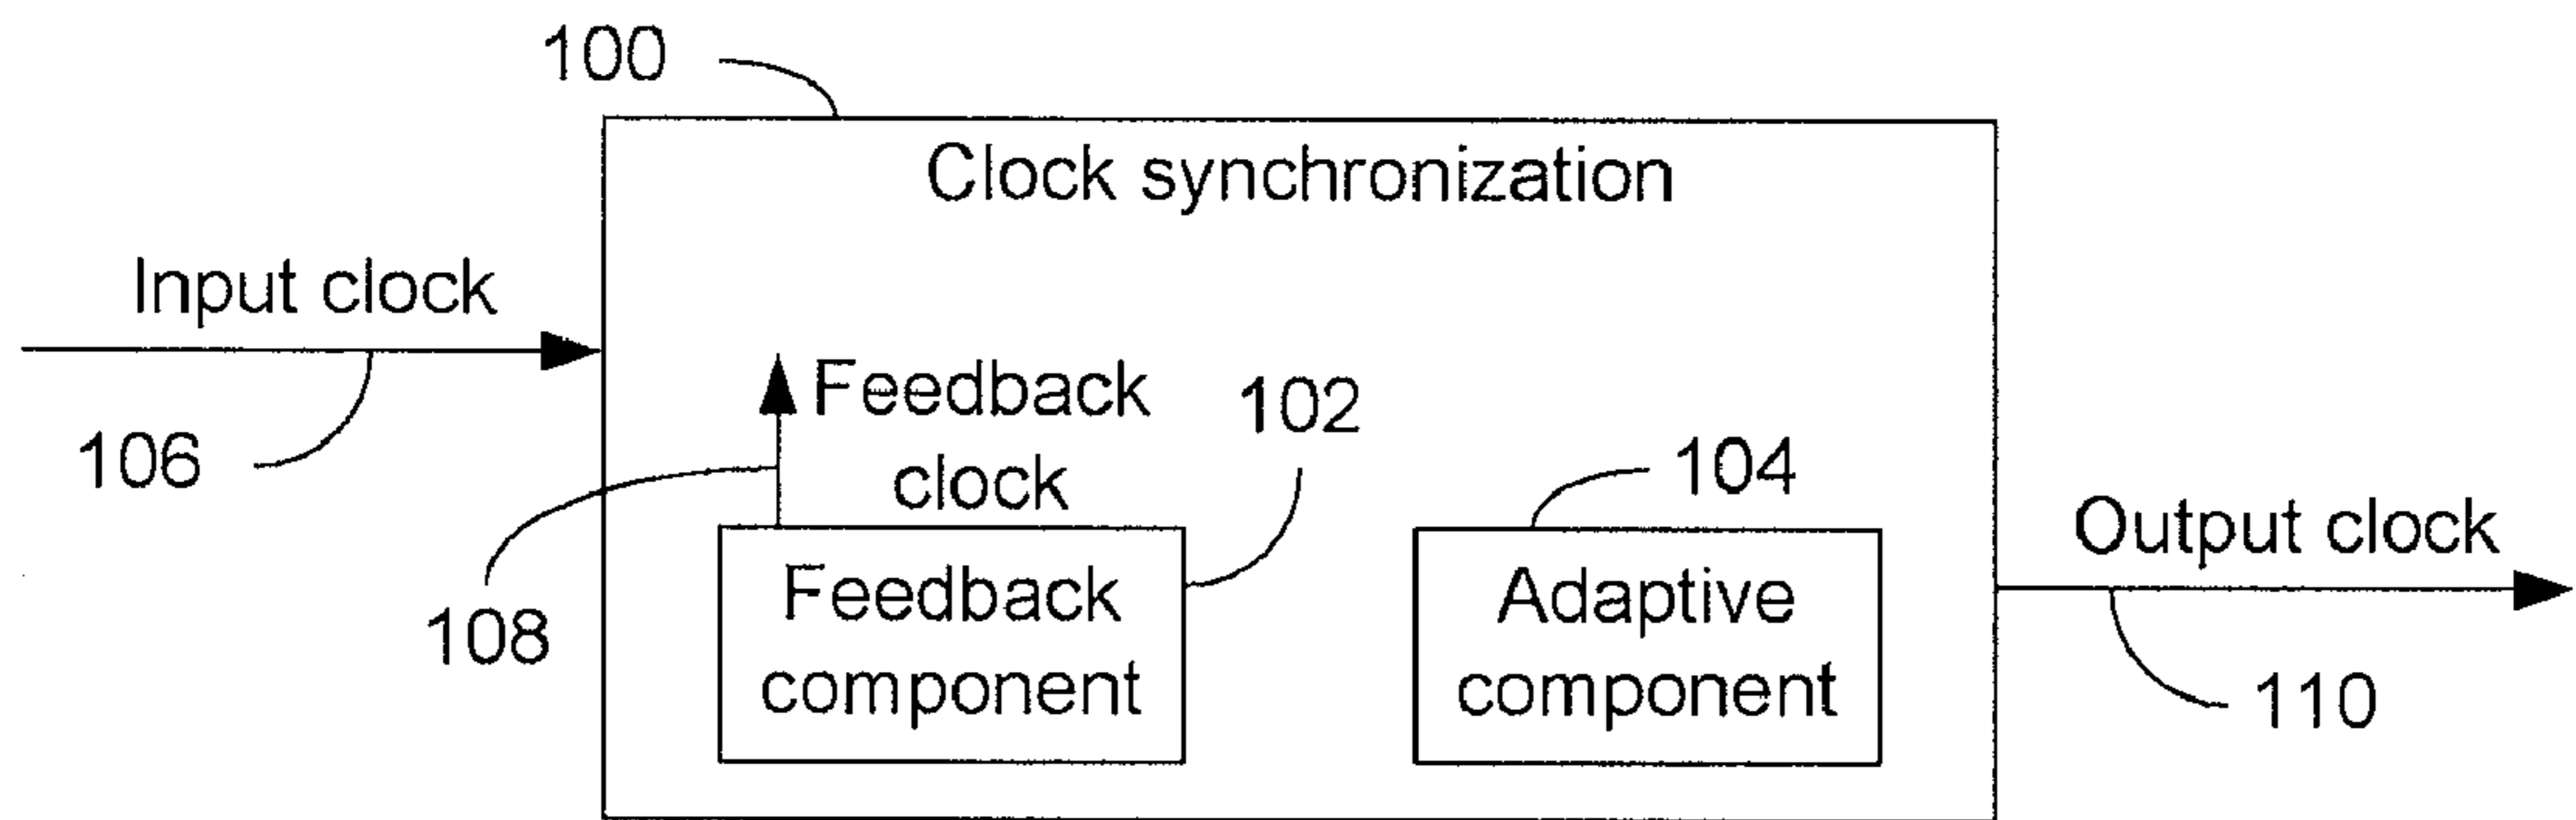 100
Clock synchronization
Input clock
106
Feedback
clock
102
104
108
Feedback
component
Adaptive
component
Output clock
110